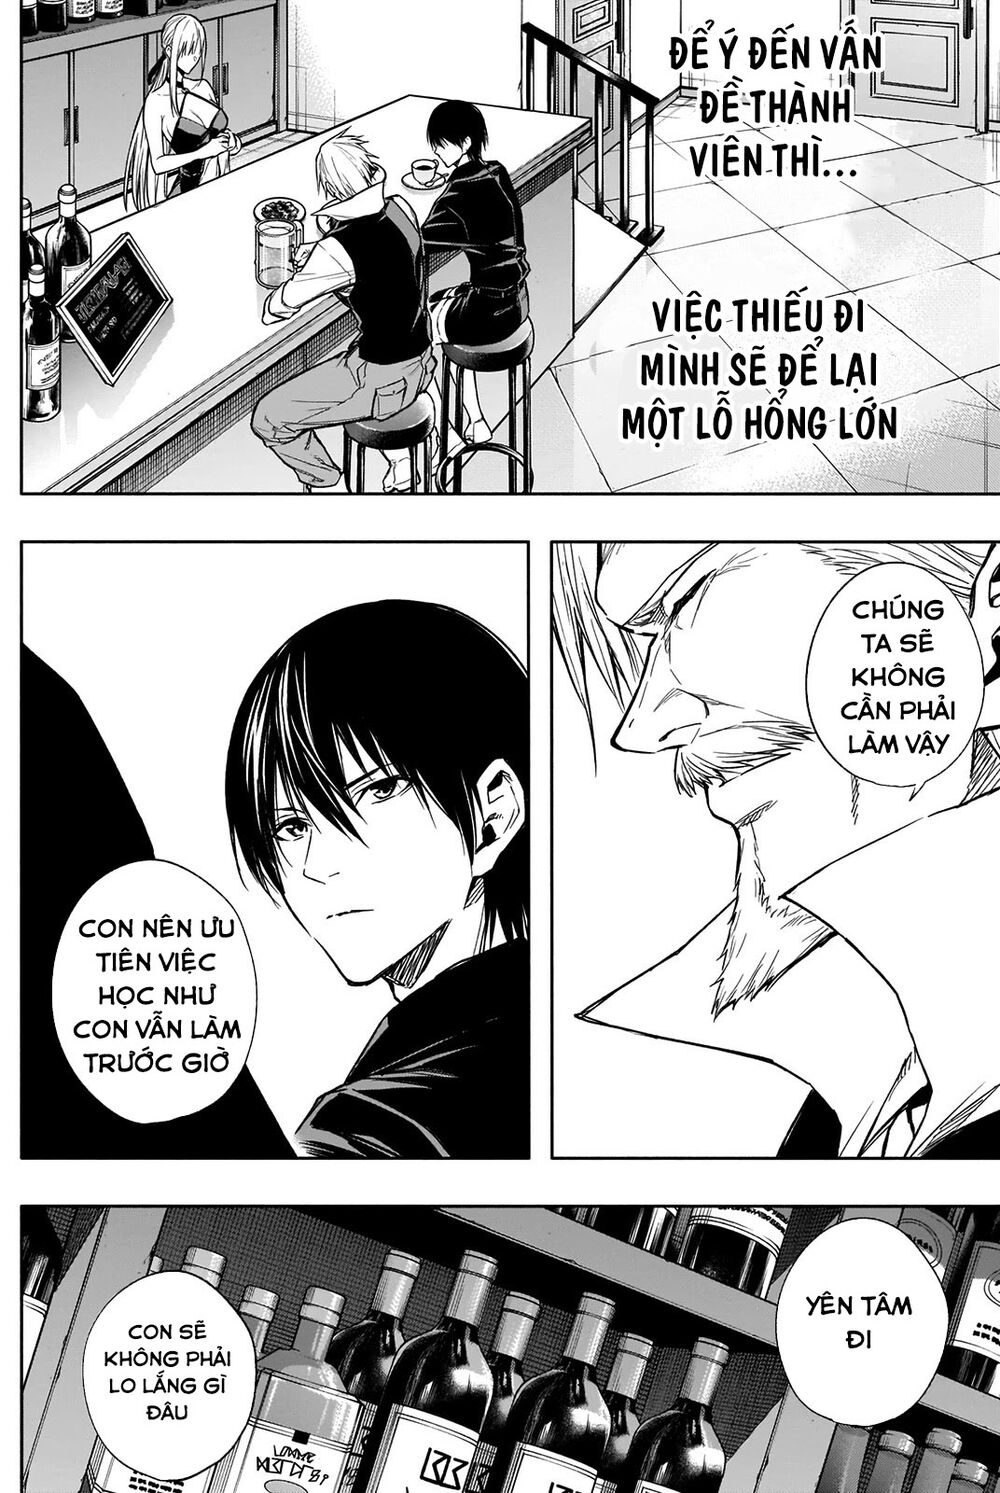 ĐỂ Ý ĐẾN VẤN
ĐỀ THÀNH
VIÊN THÌ...
VIỆC THIẾU ĐI
MÌNH SẼ ĐỂ LẠI
MỘT LỖ HỔNG LỚN
CHÚNG
TA SẼ
KHÔNG
CẦN PHẢI
LÀM VẬY
CON NÊN ƯU
TIÊN VIỆC
HỌC NHƯ
CON VẪN LÀM
TRƯỚC GIỜ
YÊN TÂM
ĐI
CON SẼ
KHÔNG PHẢI
LO LẮNG GÌ
ĐÂU